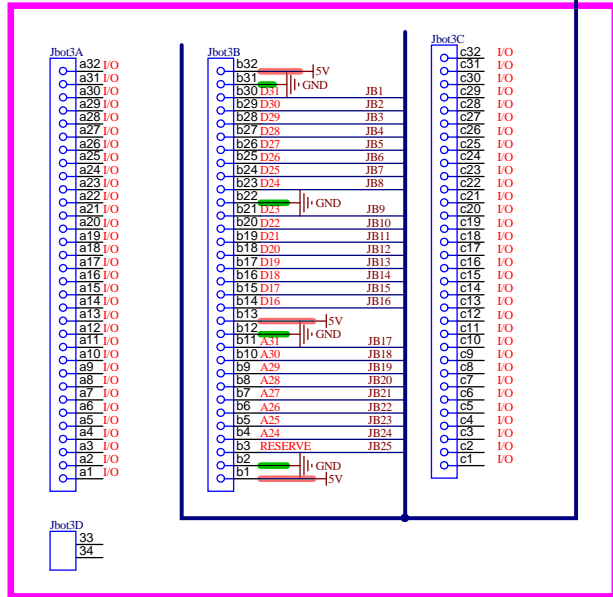 Jbot3A
a32 I/O
a31 I/O
a30 I/O
a29 I/O
a28 I/O
a27 I/O
a26 I/O
a25 I/O
a24 I/O
a23 I/O
a22 I/O
a21 I/O
a20 I/O
a19 I/O
a18 I/O
a17 I/O
a16 I/O
a15 I/O
a14 I/O
a13 I/O
a12 I/O
a11 I/O
a10 I/O
a9 I/O
a8 I/O
a7 I/O
a6 I/O
a5 I/O
a4 I/O
a3 I/O
a2 I/O
a1 I/O
Jbot3B
b32 5V
b31 GND
b30 D31 JB1
b29 D30 JB2
b28 D29 JB3
b27 D28 JB4
b26 D27 JB5
b25 D26 JB6
b24 D25 JB7
b23 D24 JB8
b22 GND
b21 D23 JB9
b20 D22 JB10
b19 D21 JB11
b18 D20 JB12
b17 D19 JB13
b16 D18 JB14
b15 D17 JB15
b14 D16 JB16
b13 5V
b12 GND
b11 A31 JB17
b10 A30 JB18
b9 A29 JB19
b8 A28 JB20
b7 A27 JB21
b6 A26 JB22
b5 A25 JB23
b4 A24 JB24
b3 RESERVE JB25
b2 GND
b1 5V
Jbot3C
c32 I/O
c31 I/O
c30 I/O
c29 I/O
c28 I/O
c27 I/O
c26 I/O
c25 I/O
c24 I/O
c23 I/O
c22 I/O
c21 I/O
c20 I/O
c19 I/O
c18 I/O
c17 I/O
c16 I/O
c15 I/O
c14 I/O
c13 I/O
c12 I/O
c11 I/O
c10 I/O
c9 I/O
c8 I/O
c7 I/O
c6 I/O
c5 I/O
c4 I/O
c3 I/O
c2 I/O
c1 I/O
Jbot3D
33
34